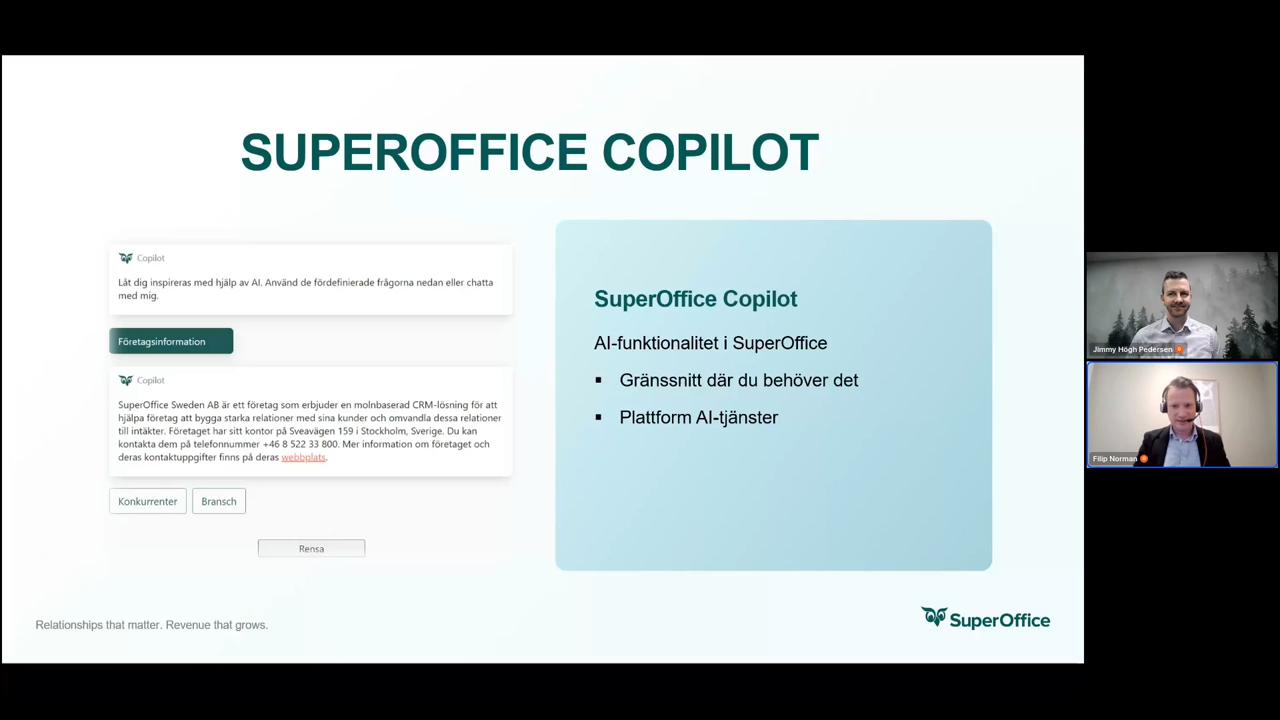 SUPEROFFICE COPILOT
Copilot
Låt dig inspireras med hjälp av AI. Använd de fördefinierade frågorna nedan eller chatta
med mig.
Företagsinformation
Copilot
SuperOffice Sweden AB är ett företag som erbjuder en molnbaserad CRM-lösning för att
hjälpa företag att bygga starka relationer med sina kunder och omvandla dessa relationer
till intäkter. Företaget har sitt kontor på Sveavägen 159 i Stockholm, Sverige. Du kan
kontakta dem på telefonnummer +46 8 522 33 800. Mer information om företaget och
deras kontaktuppgifter finns på deras webbplats.
Konkurrenter
Bransch
Rensa
SuperOffice Copilot
AI-funktionalitet i SuperOffice
▪ Gränssnitt där du behöver det
▪ Plattform AI-tjänster
Relationships that matter. Revenue that grows.
SuperOffice
Jimmy Högh Pedersen
Filip Norman